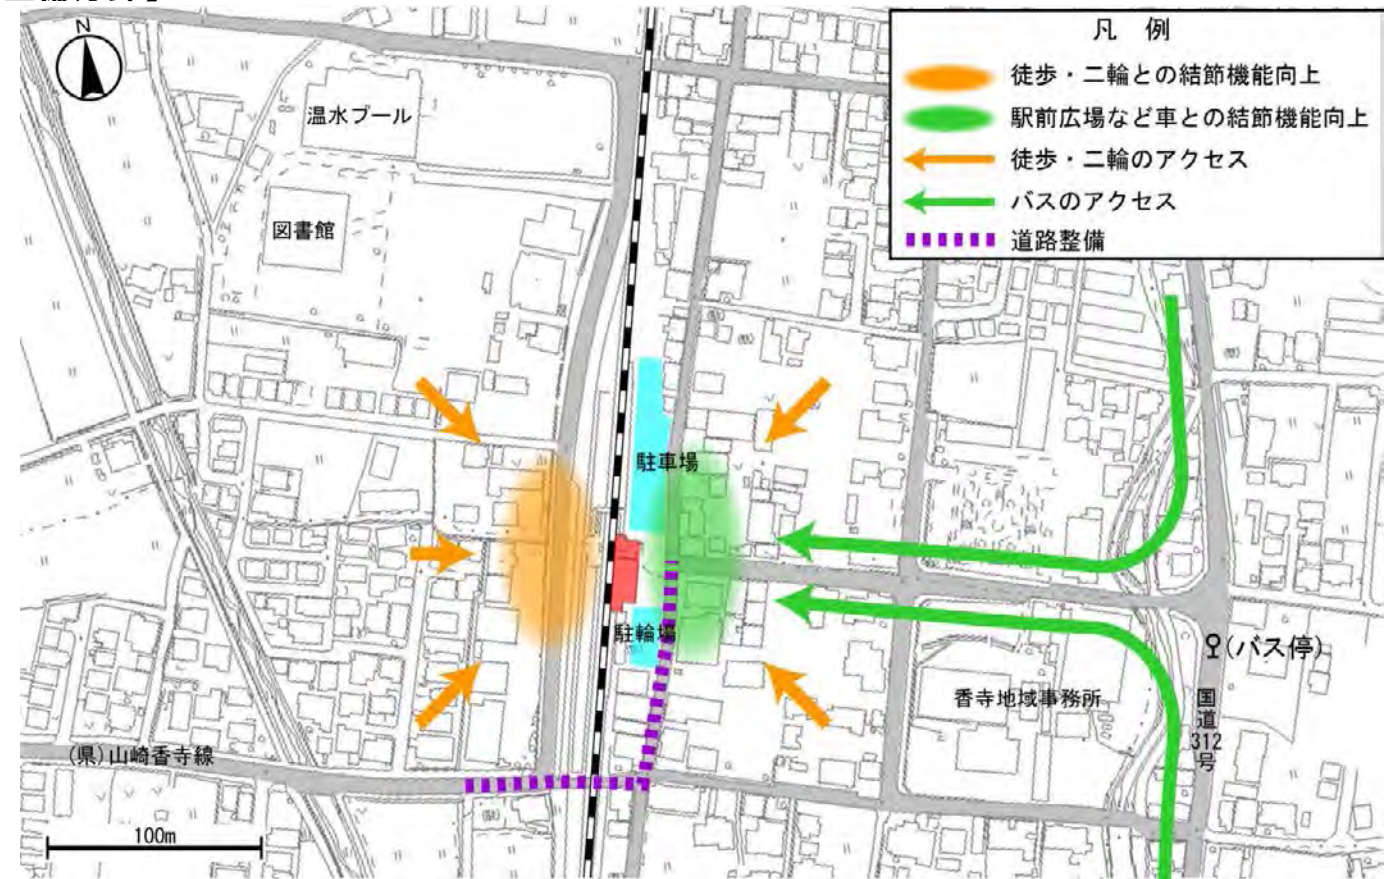 N
凡 例
徒歩・二輪との結節機能向上
駅前広場など車との結節機能向上
徒歩・二輪のアクセス
バスのアクセス
道路整備
温水プール
図書館
駐車場
駐輪場
(バス停)
香寺地域事務所
国道312号
(県)山崎香寺線
100m